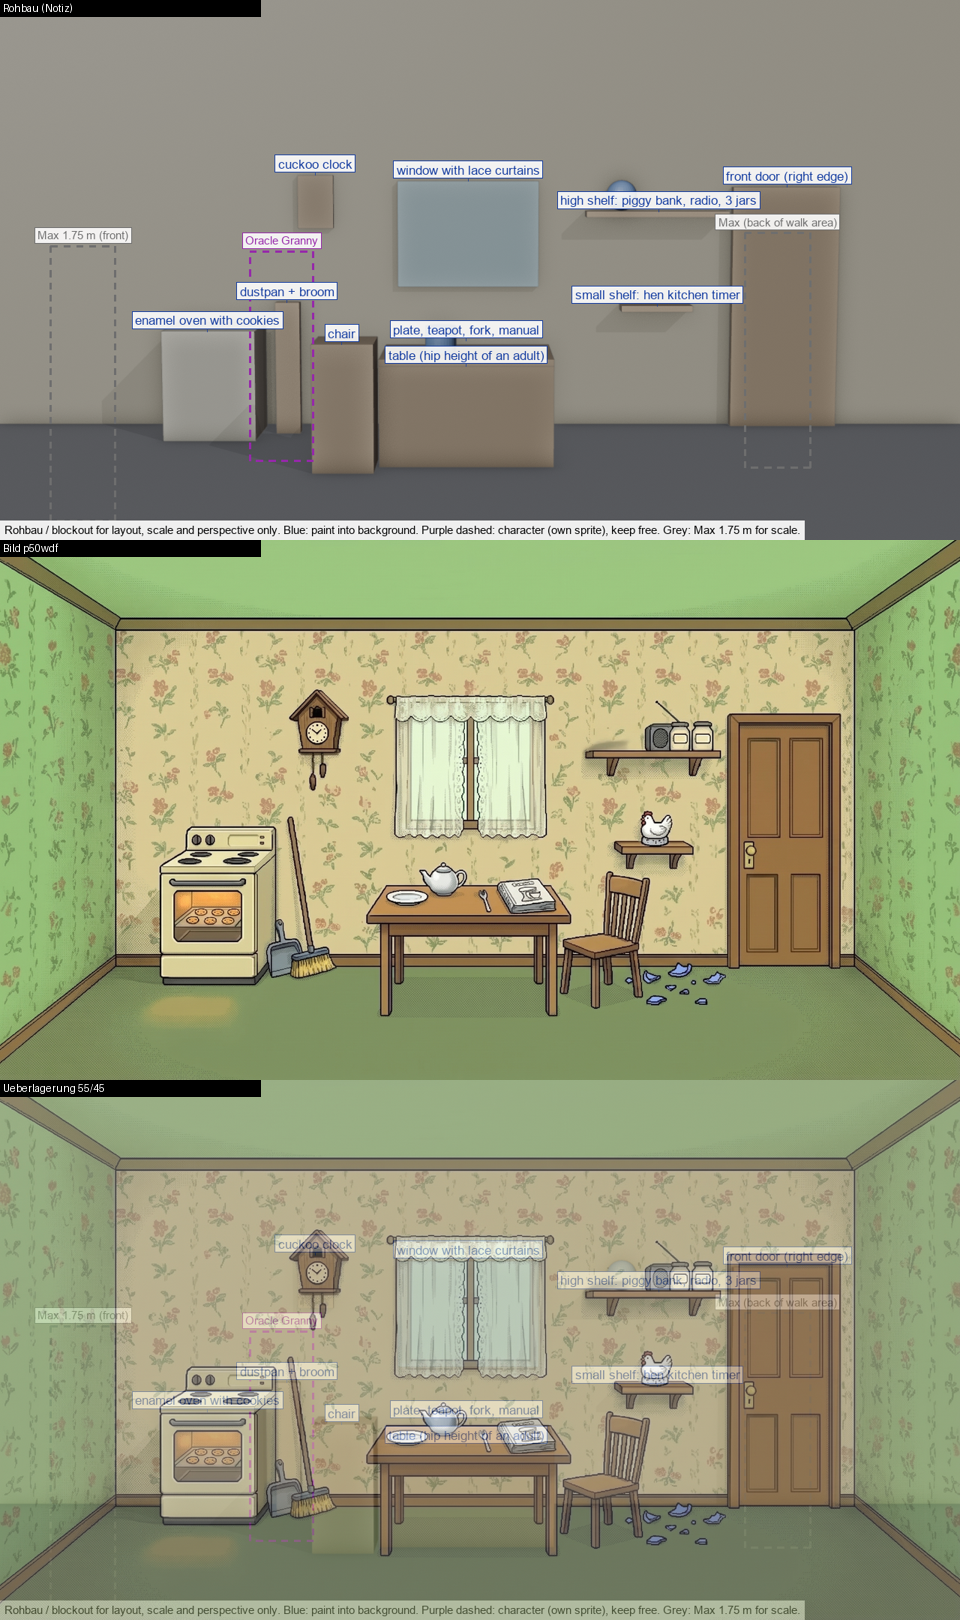 Rohbau (Notiz)
cuckoo clock
window with lace curtains
front door (right edge)
high shelf: piggy bank, radio, 3 jars
Max (back of walk area)
Max 1.75 m (front)
Oracle Granny
dustpan + broom
small shelf: hen kitchen timer
enamel oven with cookies
chair
plate, teapot, fork, manual
table (hip height of an adult)
Rohbau / blockout for layout, scale and perspective only. Blue: paint into background. Purple dashed: character (own sprite), keep free. Grey: Max 1.75 m for scale.
Bild p50wdf
Ueberlagerung 55/45
cuckoo clock
window with lace curtains
front door (right edge)
high shelf: piggy bank, radio, 3 jars
Max (back of walk area)
Max 1.75 m (front)
Oracle Granny
dustpan + broom
small shelf: hen kitchen timer
enamel oven with cookies
chair
plate, teapot, fork, manual
table (hip height of an adult)
Rohbau / blockout for layout, scale and perspective only. Blue: paint into background. Purple dashed: character (own sprite), keep free. Grey: Max 1.75 m for scale.